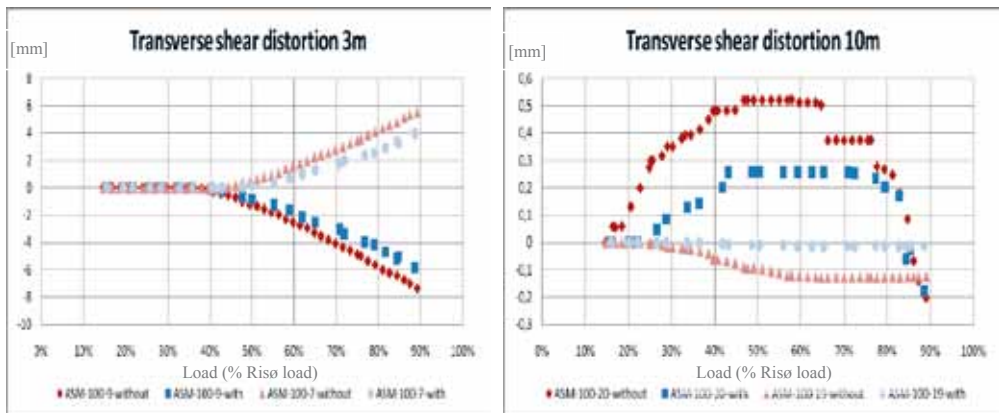 Transverse shear distortion 3m
[mm]
8
6
4
2
0
-2
-4
-6
-8
-10
0% 10% 20% 30% 40% 50% 60% 70% 80% 90% 100%
Load (% Risø load)
ASM-100-9-without ASM-100-9-with ASM-100-7-without ASM-100-7-with
Transverse shear distortion 10m
[mm]
0,6
0,5
0,4
0,3
0,2
0,1
0
-0,1
-0,2
-0,3
0% 10% 20% 30% 40% 50% 60% 70% 80% 90% 100%
Load (% Risø load)
ASM-100-20-without ASM-100-20-with ASM-100-19-without ASM-100-19-with